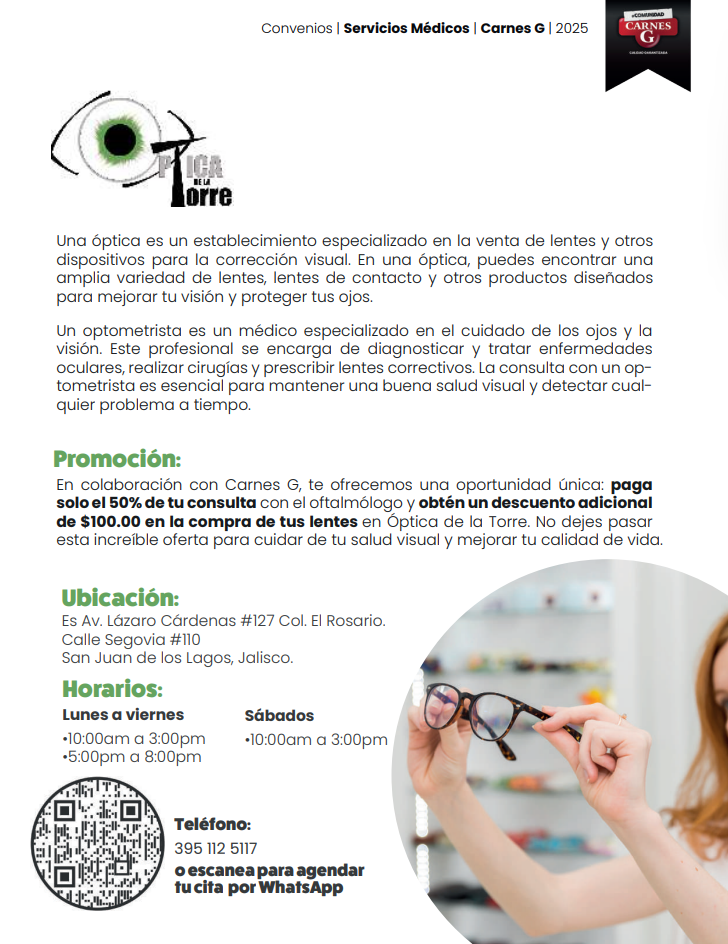 Convenios | Servicios Médicos | Carnes G | 2025
#COMUNIDAD
CARNES
G
CALIDAD GARANTIZADA
ÓPTICA
DE LA
Torre
Una óptica es un establecimiento especializado en la venta de lentes y otros
dispositivos para la corrección visual. En una óptica, puedes encontrar una
amplia variedad de lentes, lentes de contacto y otros productos diseñados
para mejorar tu visión y proteger tus ojos.
Un optometrista es un médico especializado en el cuidado de los ojos y la
visión. Este profesional se encarga de diagnosticar y tratar enfermedades
oculares, realizar cirugías y prescribir lentes correctivos. La consulta con un op-
tometrista es esencial para mantener una buena salud visual y detectar cual-
quier problema a tiempo.
Promoción:
En colaboración con Carnes G, te ofrecemos una oportunidad única: paga
solo el 50% de tu consulta con el oftalmólogo y obtén un descuento adicional
de $100.00 en la compra de tus lentes en Óptica de la Torre. No dejes pasar
esta increíble oferta para cuidar de tu salud visual y mejorar tu calidad de vida.
Ubicación:
Es Av. Lázaro Cárdenas #127 Col. El Rosario.
Calle Segovia #110
San Juan de los Lagos, Jalisco.
Horarios:
Lunes a viernes
•10:00am a 3:00pm
•5:00pm a 8:00pm
Sábados
•10:00am a 3:00pm
Teléfono:
395 112 5117
o escanea para agendar
tu cita por WhatsApp